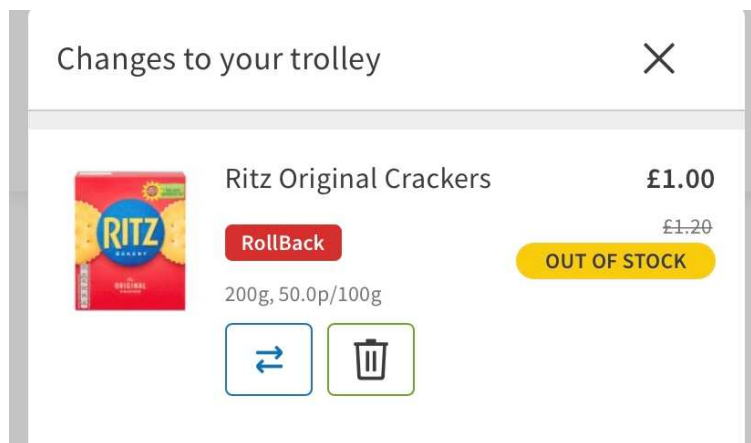 Changes to your trolley
Ritz Original Crackers
£1.00
£1.20
RollBack
OUT OF STOCK
200g, 50.0p/100g
RITZ
BAKERY
ORIGINAL